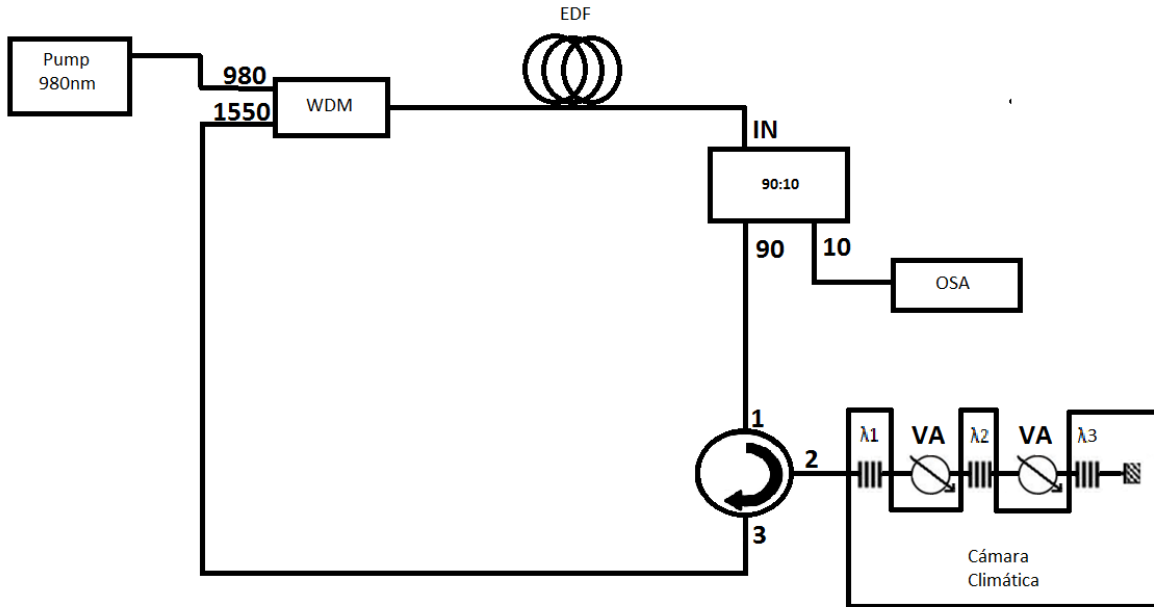 EDF
Pump
980nm
980
1550
WDM
IN
90:10
90
10
OSA
1
2
3
λ1
VA
λ2
VA
λ3
Cámara
Climática